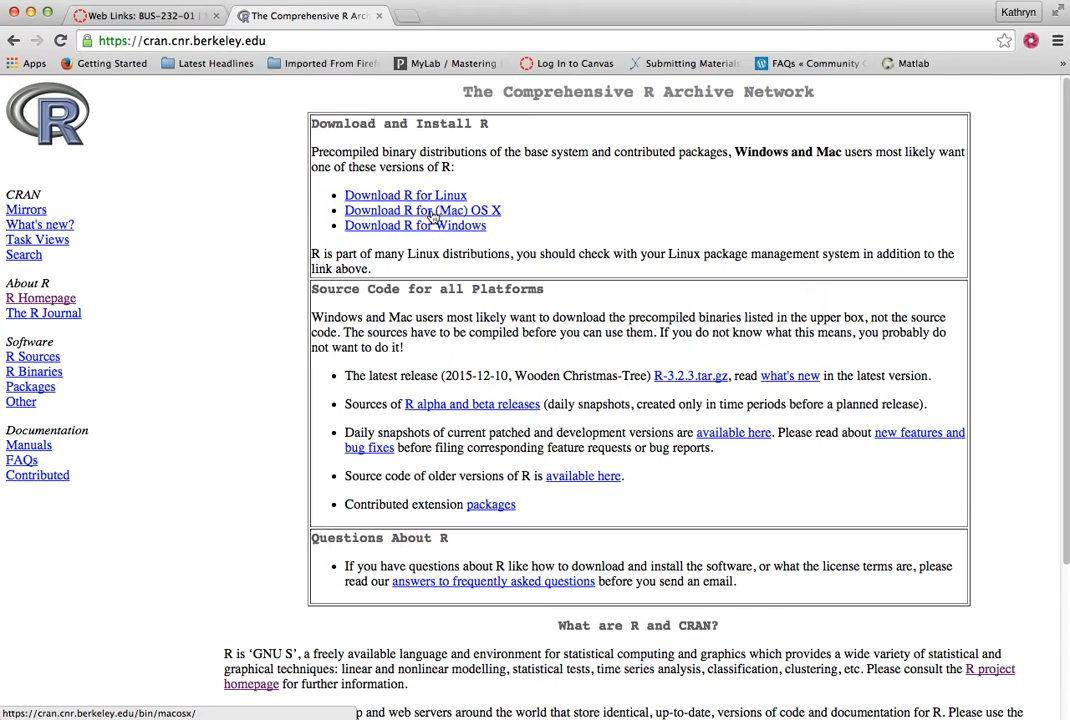 Web Links: BUS-232-01 |
The Comprehensive R Arch
Kathryn
https://cran.cnr.berkeley.edu
Apps
Getting Started
Latest Headlines
Imported From Firef
MyLab / Mastering
Log In to Canvas
Submitting Materials
FAQs « Community C
Matlab
»
R
CRAN
Mirrors
What's new?
Task Views
Search
About R
R Homepage
The R Journal
Software
R Sources
R Binaries
Packages
Other
Documentation
Manuals
FAQs
Contributed
The Comprehensive R Archive Network
Download and Install R
Precompiled binary distributions of the base system and contributed packages, Windows and Mac users most likely want
one of these versions of R:
• Download R for Linux
• Download R for (Mac) OS X
• Download R for Windows
R is part of many Linux distributions, you should check with your Linux package management system in addition to the
link above.
Source Code for all Platforms
Windows and Mac users most likely want to download the precompiled binaries listed in the upper box, not the source
code. The sources have to be compiled before you can use them. If you do not know what this means, you probably do
not want to do it!
• The latest release (2015-12-10, Wooden Christmas-Tree) R-3.2.3.tar.gz, read what's new in the latest version.
• Sources of R alpha and beta releases (daily snapshots, created only in time periods before a planned release).
• Daily snapshots of current patched and development versions are available here. Please read about new features and
bug fixes before filing corresponding feature requests or bug reports.
• Source code of older versions of R is available here.
• Contributed extension packages
Questions About R
• If you have questions about R like how to download and install the software, or what the license terms are, please
read our answers to frequently asked questions before you send an email.
What are R and CRAN?
R is ‘GNU S’, a freely available language and environment for statistical computing and graphics which provides a wide variety of statistical and
graphical techniques: linear and nonlinear modelling, statistical tests, time series analysis, classification, clustering, etc. Please consult the R project
homepage for further information.
https://cran.cnr.berkeley.edu/bin/macosx/
p and web servers around the world that store identical, up-to-date, versions of code and documentation for R. Please use the